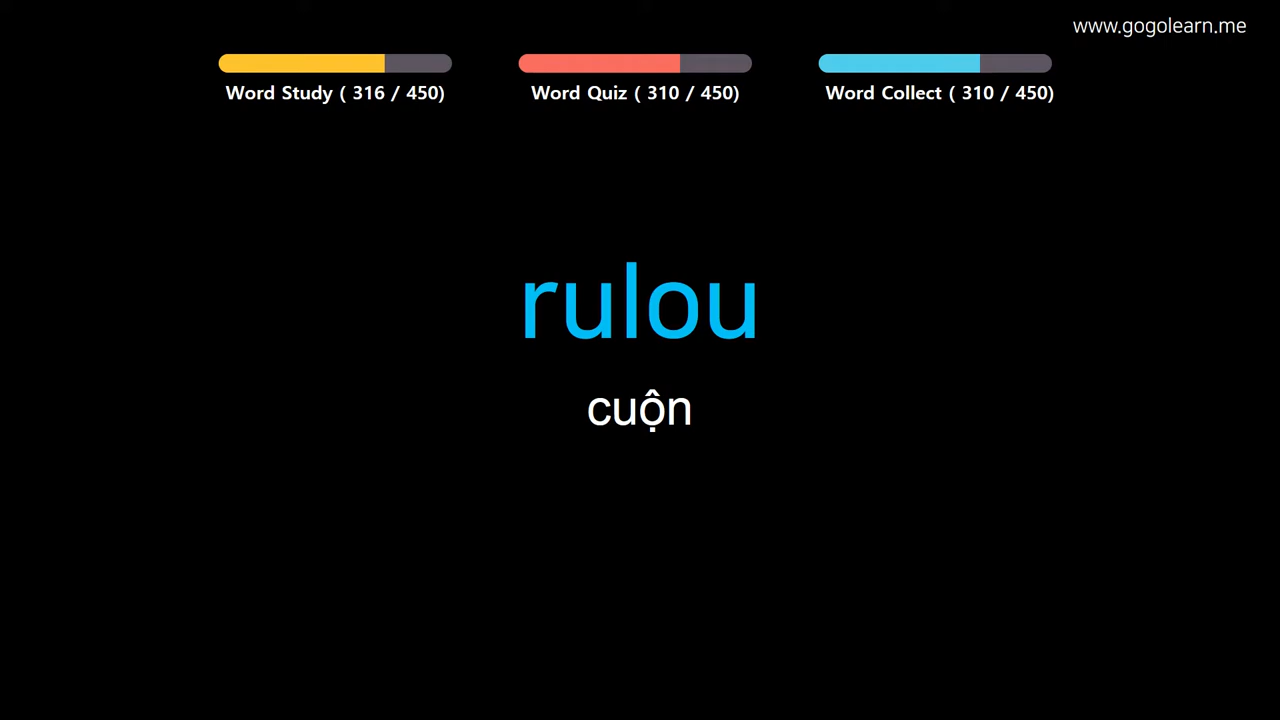 www.gogolearn.me
Word Study ( 316 / 450)
Word Quiz ( 310 / 450)
Word Collect ( 310 / 450)
rulou
cuộn